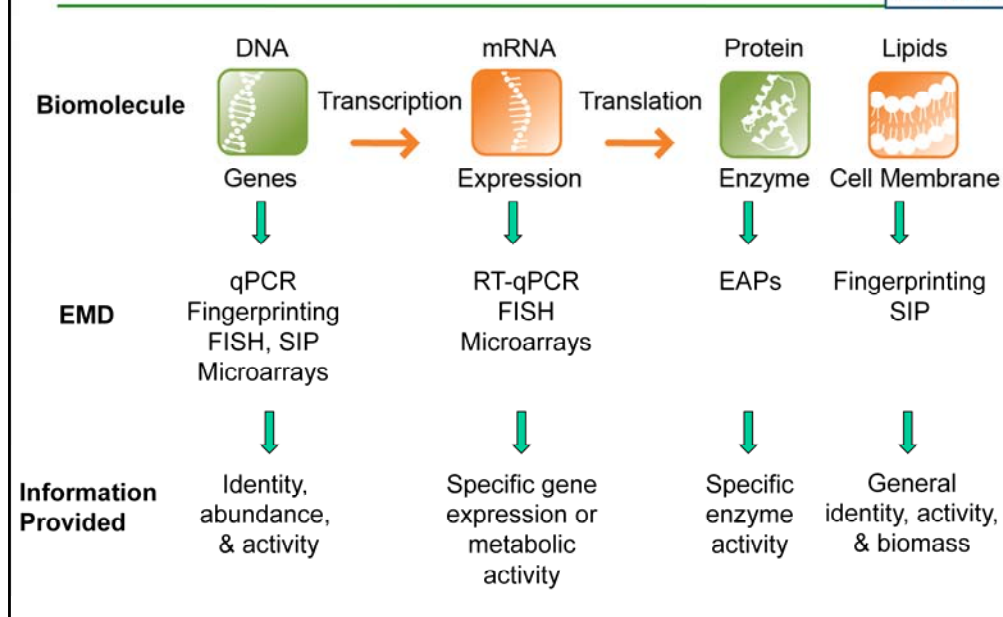 DNA
mRNA
Protein
Lipids
Biomolecule
Transcription
Translation
Genes
Expression
Enzyme
Cell Membrane
EMD
qPCR
Fingerprinting
FISH, SIP
Microarrays
RT-qPCR
FISH
Microarrays
EAPs
Fingerprinting
SIP
Information
Provided
Identity,
abundance,
& activity
Specific gene
expression or
metabolic
activity
Specific
enzyme
activity
General
identity, activity,
& biomass